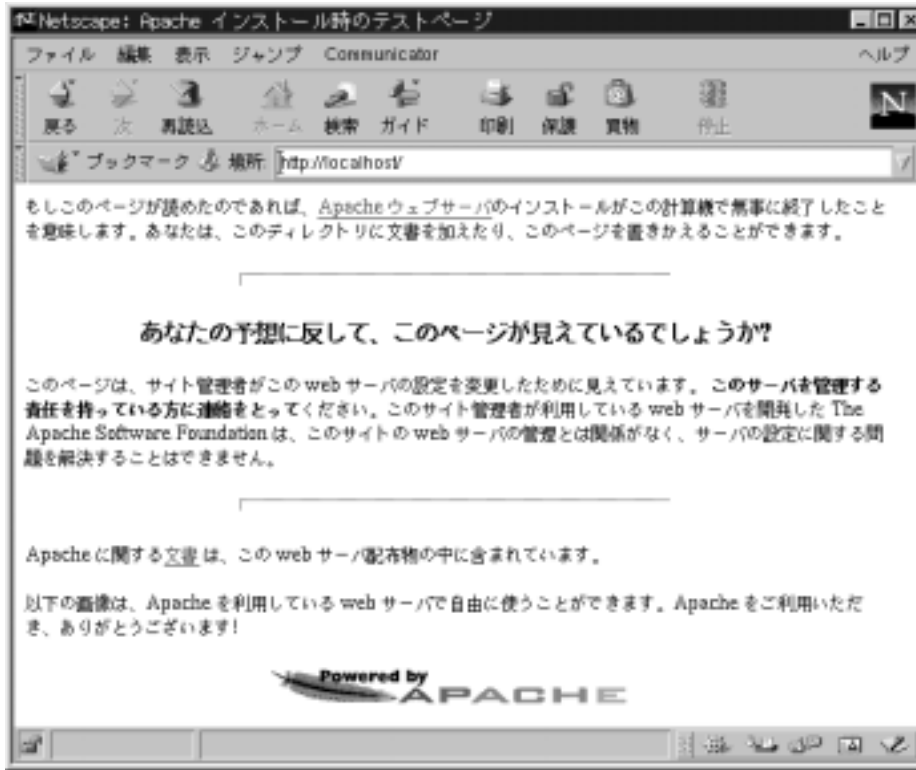 Netscape: Apache インストール時のテストページ
ファイル 編集 表示 ジャンプ Communicator ヘルプ
戻る 次 再読込 ホーム 検索 ガイド 印刷 保護 買物 停止
ブックマーク 場所: http://localhost/
もしこのページが読めたのであれば、Apache ウェブサーバのインストールがこの計算機で無事に終了したこと
を意味します。あなたは、このディレクトリに文書を加えたり、このページを置きかえることができます。
あなたの予想に反して、このページが見えているでしょうか?
このページは、サイト管理者がこの web サーバの設定を変更したために見えています。このサーバを管理する
責任を持っている方に連絡をとってください。このサイト管理者が利用している web サーバを開発した The
Apache Software Foundation は、このサイトの web サーバの管理とは関係がなく、サーバの設定に関する問
題を解決することはできません。
Apache に関する文書 は、この web サーバ配布物の中に含まれています。
以下の画像は、Apache を利用している web サーバで自由に使うことができます。Apache をご利用いただ
き、ありがとうございます!
Powered by
APACHE